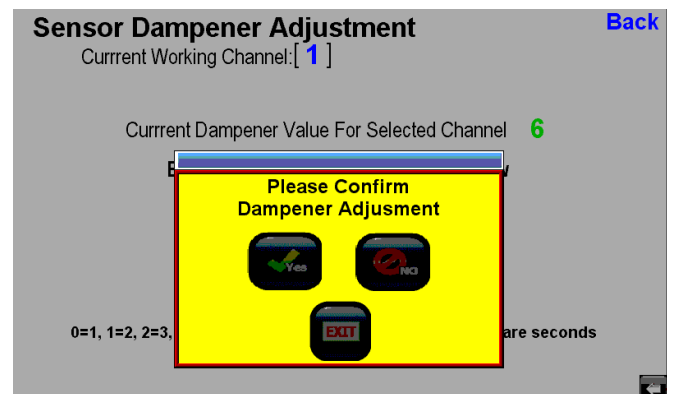 Sensor Dampener Adjustment
Back
Currrent Working Channel:[ 1 ]
Currrent Dampener Value For Selected Channel 6
Please Confirm
Dampener Adjusment
Yes
NO
EXIT
0=1, 1=2, 2=3, are seconds